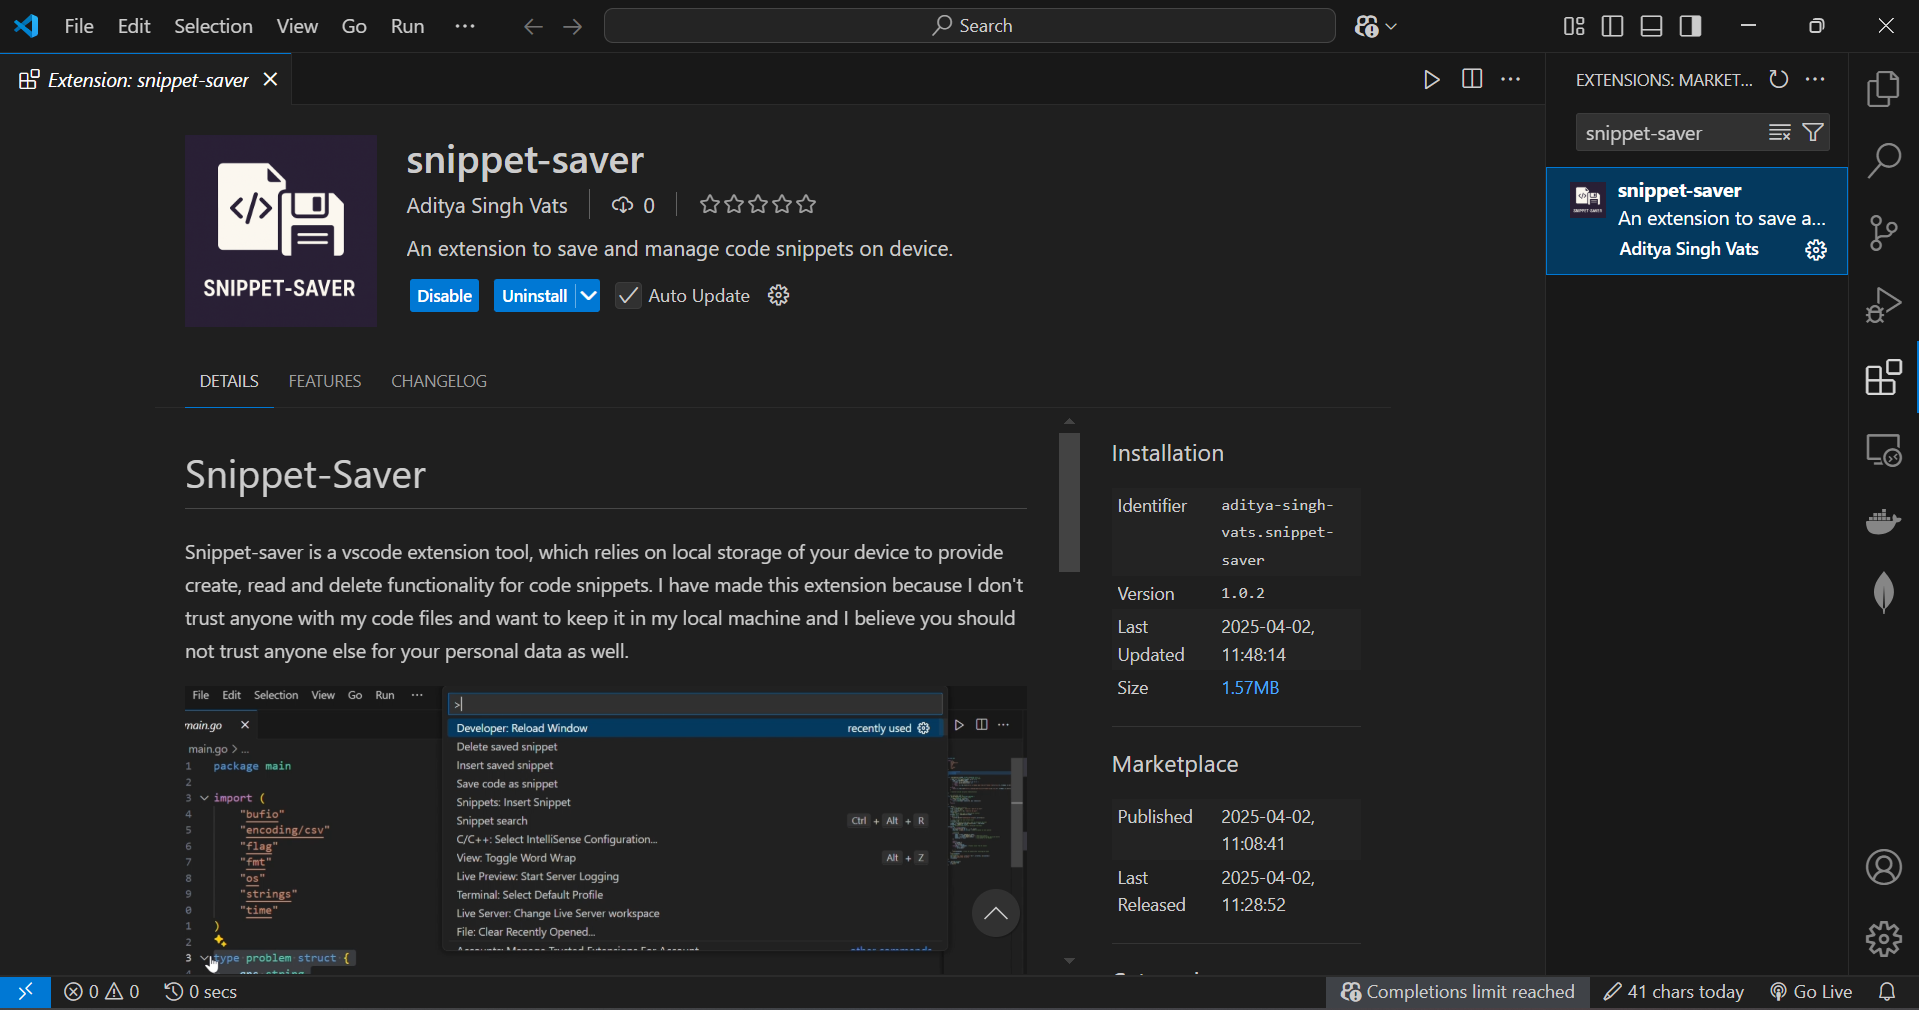 File Edit Selection View Go Run ···
Search
Extension: snippet-saver
EXTENSIONS: MARKET...
snippet-saver
snippet-saver
An extension to save a...
Aditya Singh Vats
SNIPPET-SAVER
snippet-saver
Aditya Singh Vats 0
An extension to save and manage code snippets on device.
Disable Uninstall Auto Update
DETAILS FEATURES CHANGELOG
Snippet-Saver
Snippet-saver is a vscode extension tool, which relies on local storage of your device to provide
create, read and delete functionality for code snippets. I have made this extension because I don't
trust anyone with my code files and want to keep it in my local machine and I believe you should
not trust anyone else for your personal data as well.
File Edit Selection View Go Run ···
main.go
main.go > ...
1 package main
2
3 import (
4 "bufio"
5 "encoding/csv"
6 "flag"
7 "fmt"
8 "os"
9 "strings"
0 "time"
1 )
2
3 type problem struct {
>
Developer: Reload Window recently used
Delete saved snippet
Insert saved snippet
Save code as snippet
Snippets: Insert Snippet
Snippet search Ctrl + Alt + R
C/C++: Select IntelliSense Configuration...
View: Toggle Word Wrap Alt + Z
Live Preview: Start Server Logging
Terminal: Select Default Profile
Live Server: Change Live Server workspace
File: Clear Recently Opened...
Installation
Identifier aditya-singh-
vats.snippet-
saver
Version 1.0.2
Last 2025-04-02,
Updated 11:48:14
Size 1.57MB
Marketplace
Published 2025-04-02,
11:08:41
Last 2025-04-02,
Released 11:28:52
0 0 0 secs
Completions limit reached 41 chars today Go Live